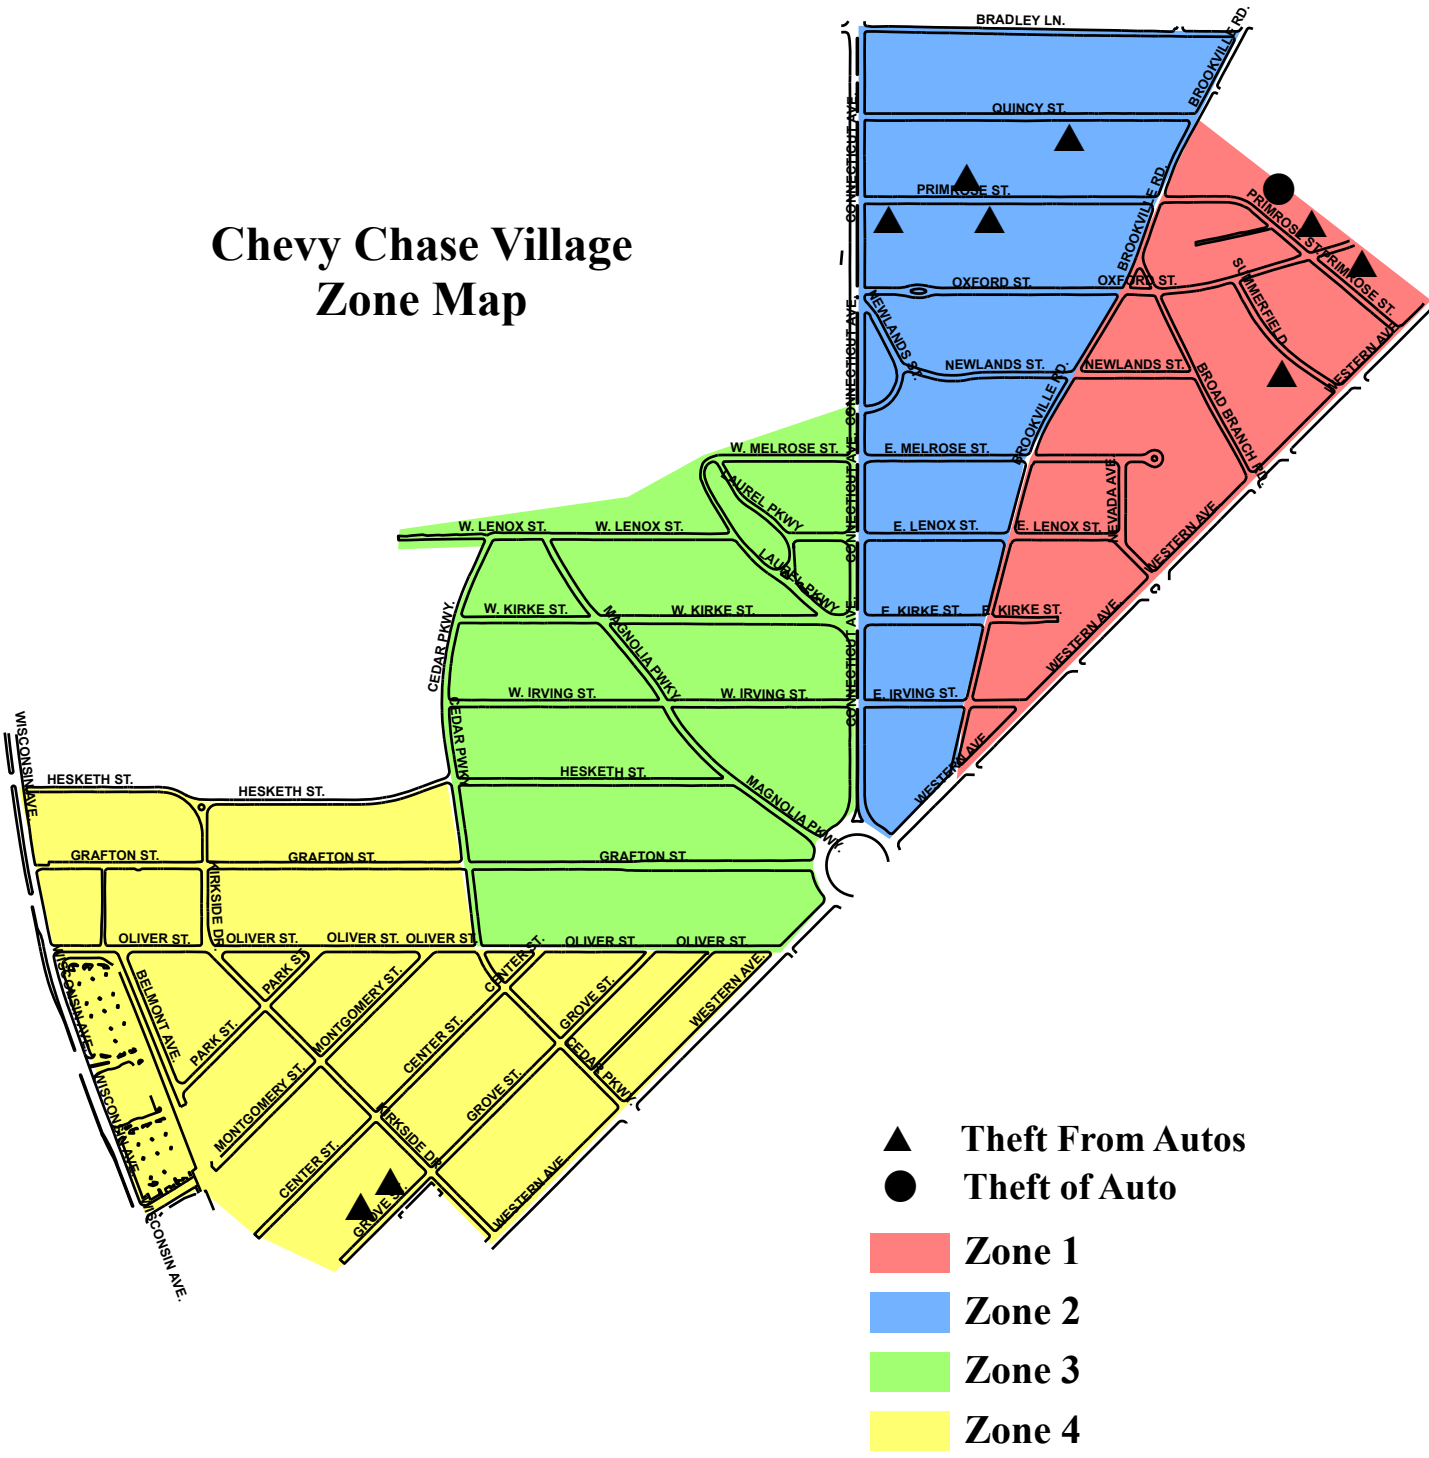 BRADLEY LN.
BROOKVILLE RD.
QUINCY ST.
CONNECTICUT AVE.
PRIMROSE ST.
BROOKVILLE RD.
PRIMROSE ST.
PRIMROSE ST.
Chevy Chase Village
Zone Map
OXFORD ST.
OXFORD ST.
SUMMERFIELD
NEWLANDS ST.
CONNECTICUT AVE.
NEWLANDS ST.
NEWLANDS ST.
WESTERN AVE
BROOKVILLE RD.
BROAD BRANCH RD.
W. MELROSE ST.
E. MELROSE ST.
CONNECTICUT AVE.
LAUREL PKWY
NEVADA AVE.
W. LENOX ST.
W. LENOX ST.
E. LENOX ST.
E. LENOX ST.
WESTERN AVE
LAUREL PKWY
W. KIRKE ST.
W. KIRKE ST.
E. KIRKE ST.
E. KIRKE ST.
CEDAR PKWY.
MAGNOLIA PWKY.
CONNECTICUT AVE.
WESTERN AVE.
W. IRVING ST.
W. IRVING ST.
E. IRVING ST.
CEDAR PWKY.
WISCONSIN AVE.
HESKETH ST.
HESKETH ST.
HESKETH ST.
MAGNOLIA PKWY.
WESTERN AVE
GRAFTON ST.
GRAFTON ST.
GRAFTON ST.
KIRKSIDE DR.
OLIVER ST.
OLIVER ST.
OLIVER ST.
OLIVER ST.
OLIVER ST.
OLIVER ST.
WISCONSIN AVE.
BELMONT AVE.
PARK ST.
MONTGOMERY ST.
CENTER ST.
GROVE ST.
WESTERN AVE.
PARK ST.
CENTER ST.
CEDAR PKWY.
WISCONSIN AVE.
MONTGOMERY ST.
GROVE ST.
KIRKSIDE DR.
CENTER ST.
GROVE ST.
WESTERN AVE
WISCONSIN AVE.
Theft From Autos
Theft of Auto
Zone 1
Zone 2
Zone 3
Zone 4